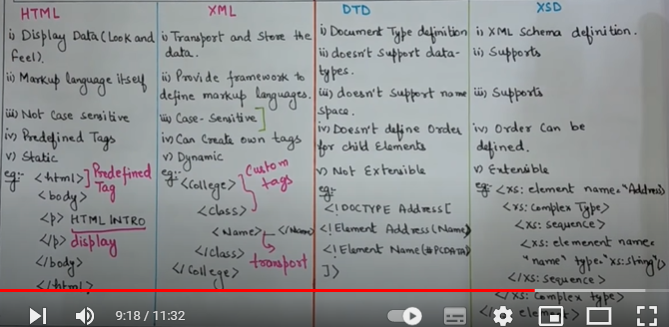 HTML
i) Display Data (Look and
feel).
ii) Markup language itself
iii) Not Case sensitive
iv) Predefined Tags
v) Static
eg:- <html> ] Predefined
Tag
<body>
<p> HTML INTRO
</p> display
</body>
</html>
XML
i) Transport and Store the
data.
ii) Provide framework to
define markup languages.
iii) Case-Sensitive
iv) Can Create own tags
v) Dynamic
eg:- Custom
tags
<College>
<class>
<Name> </Name>
</Class> transport
</College>
DTD
i) Document Type definition
ii) doesn't support data-
types.
iii) doesn't support name
space.
iv) Doesn't define Order
for child Elements
v) Not Extensible
eg:-
<!DOCTYPE Address[
<!Element Address(Name)
<!Element Name(#PCDATA)
]>
XSD
i) XML Schema definition.
ii) Supports
iii) Supports
iv) Order Can be
defined.
v) Extensible
eg:- <xs: element name="Address
<xs: Complex Type>
<xs: sequence>
<xs: elemenent name=
"name" type="xs:string"/>
</xs: sequence>
</xs: Complex type>
9:18 / 11:32
</ element>